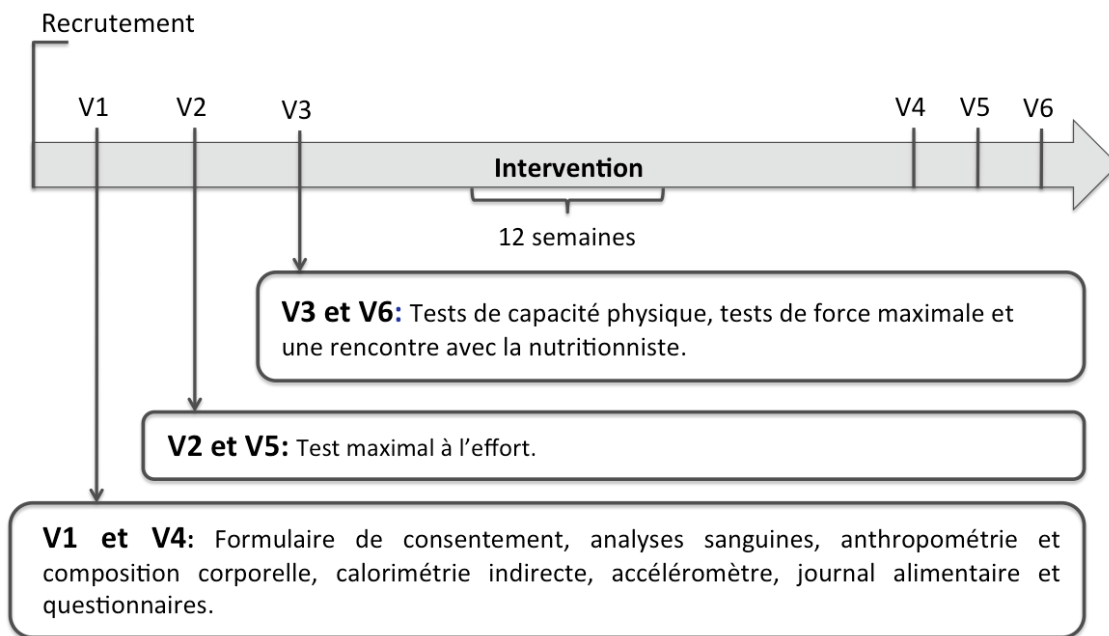 Recrutement
V1 V2 V3 V4 V5 V6
Intervention
12 semaines
V3 et V6: Tests de capacité physique, tests de force maximale et
une rencontre avec la nutritionniste.
V2 et V5: Test maximal à l’effort.
V1 et V4: Formulaire de consentement, analyses sanguines, anthropométrie et
composition corporelle, calorimétrie indirecte, accéléromètre, journal alimentaire et
questionnaires.